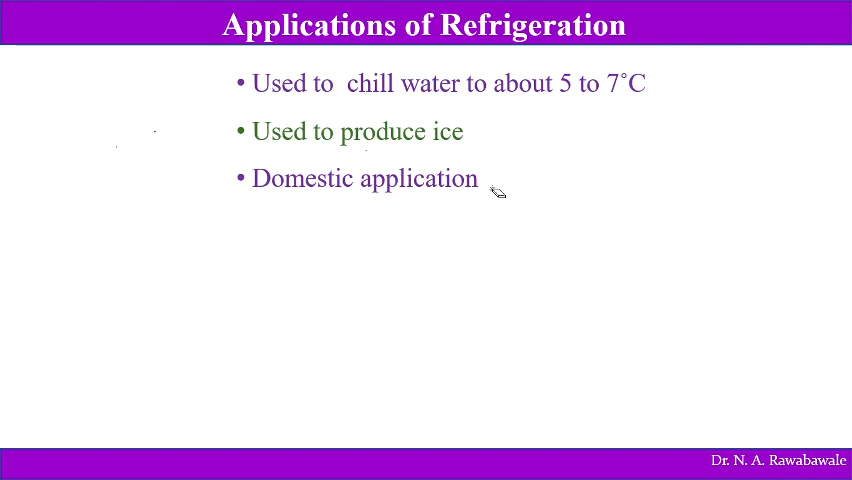 Applications of Refrigeration
• Used to  chill water to about 5 to 7˚C
• Used to produce ice
• Domestic application
Dr. N. A. Rawabawale